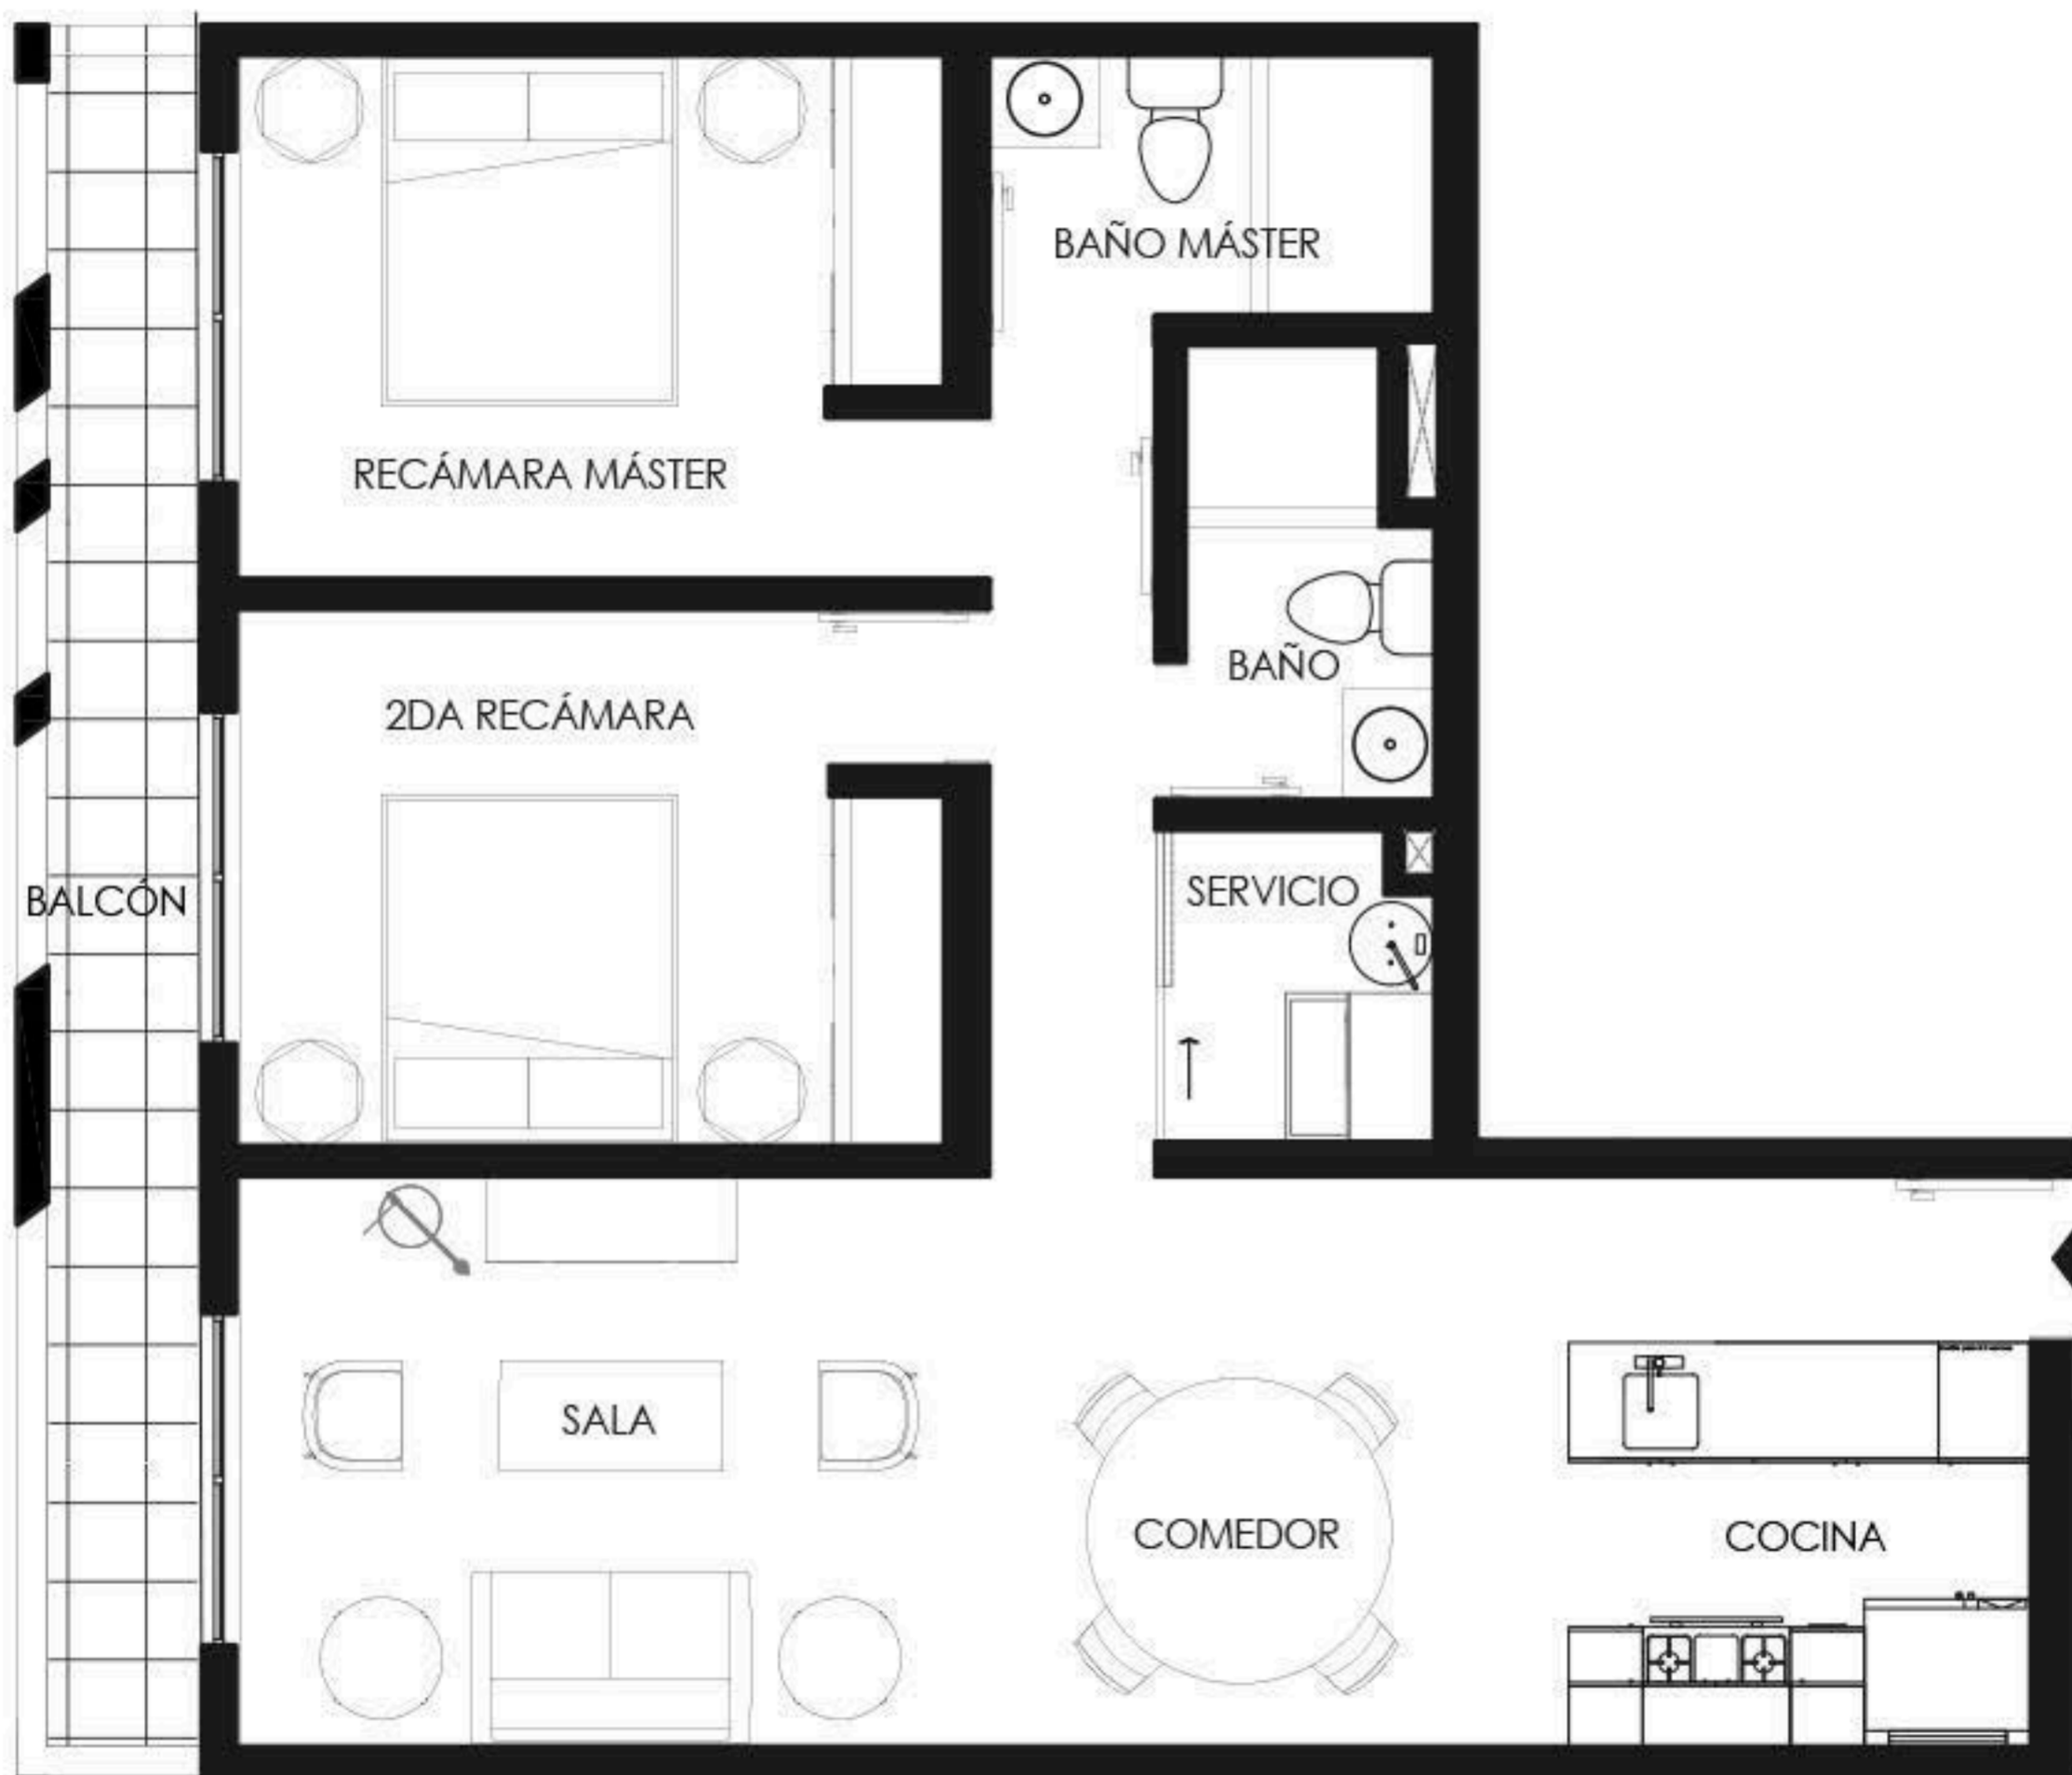 BAÑO MÁSTER
RECÁMARA MÁSTER
BAÑO
2DA RECÁMARA
SERVICIO
BALCÓN
SALA
COMEDOR
COCINA